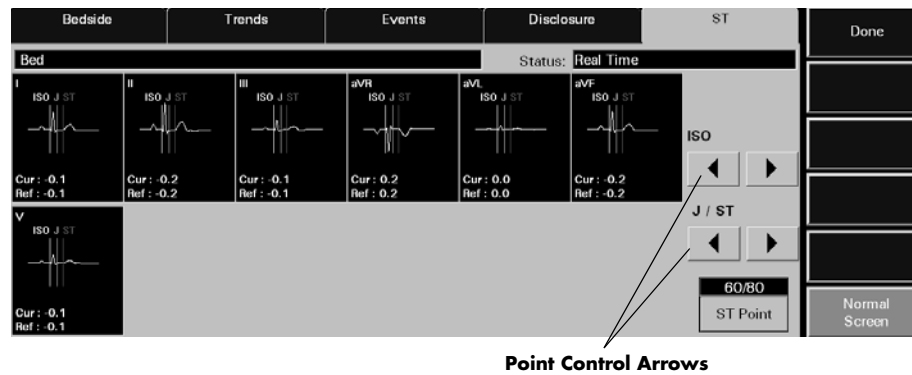 Bedside Trends Events Disclosure ST Done
Bed Status: Real Time
I II III aVR aVL aVF
ISO J ST ISO J ST ISO J ST ISO J ST ISO J ST ISO J ST
ISO
Cur : -0.1 Cur : -0.2 Cur : -0.1 Cur : 0.2 Cur : 0.0 Cur : -0.2
Ref : -0.1 Ref : -0.2 Ref : -0.1 Ref : 0.2 Ref : 0.0 Ref : -0.2
V
ISO J ST
J / ST
Cur : -0.1
Ref : -0.1
60/80
ST Point
Normal
Screen
Point Control Arrows